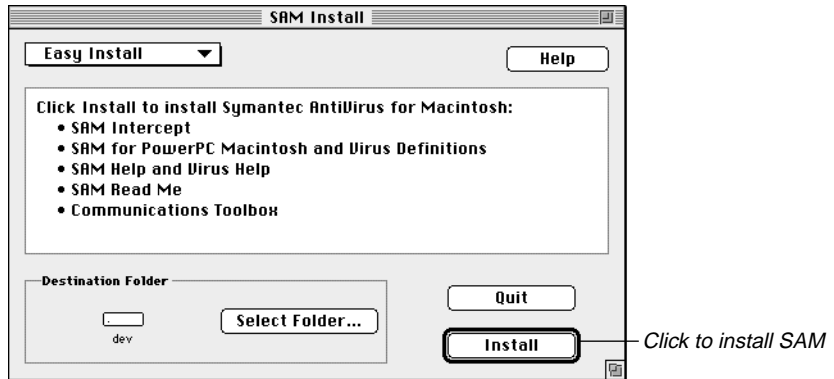 SAM Install
Easy Install
Help
Click Install to install Symantec AntiVirus for Macintosh:
• SAM Intercept
• SAM for PowerPC Macintosh and Virus Definitions
• SAM Help and Virus Help
• SAM Read Me
• Communications Toolbox
Destination Folder
dev
Select Folder...
Quit
Install
Click to install SAM